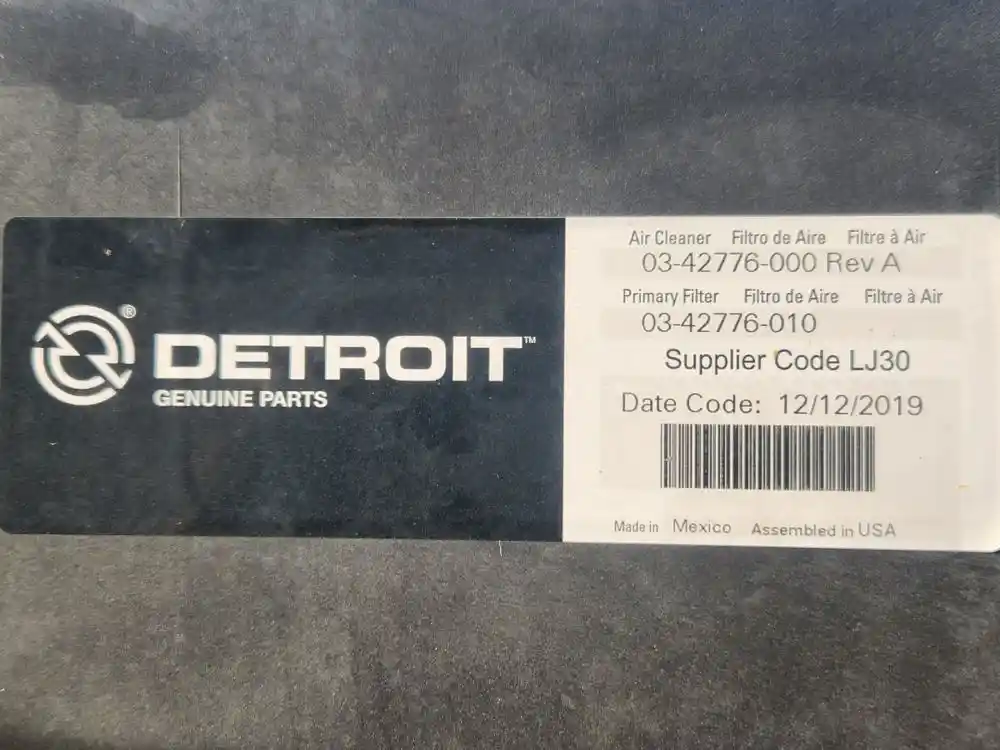 DETROIT™
GENUINE PARTS
®
Air Cleaner Filtro de Aire Filtre à Air
03-42776-000 Rev A
Primary Filter Filtro de Aire Filtre à Air
03-42776-010
Supplier Code LJ30
Date Code: 12/12/2019
Made in Mexico Assembled in USA